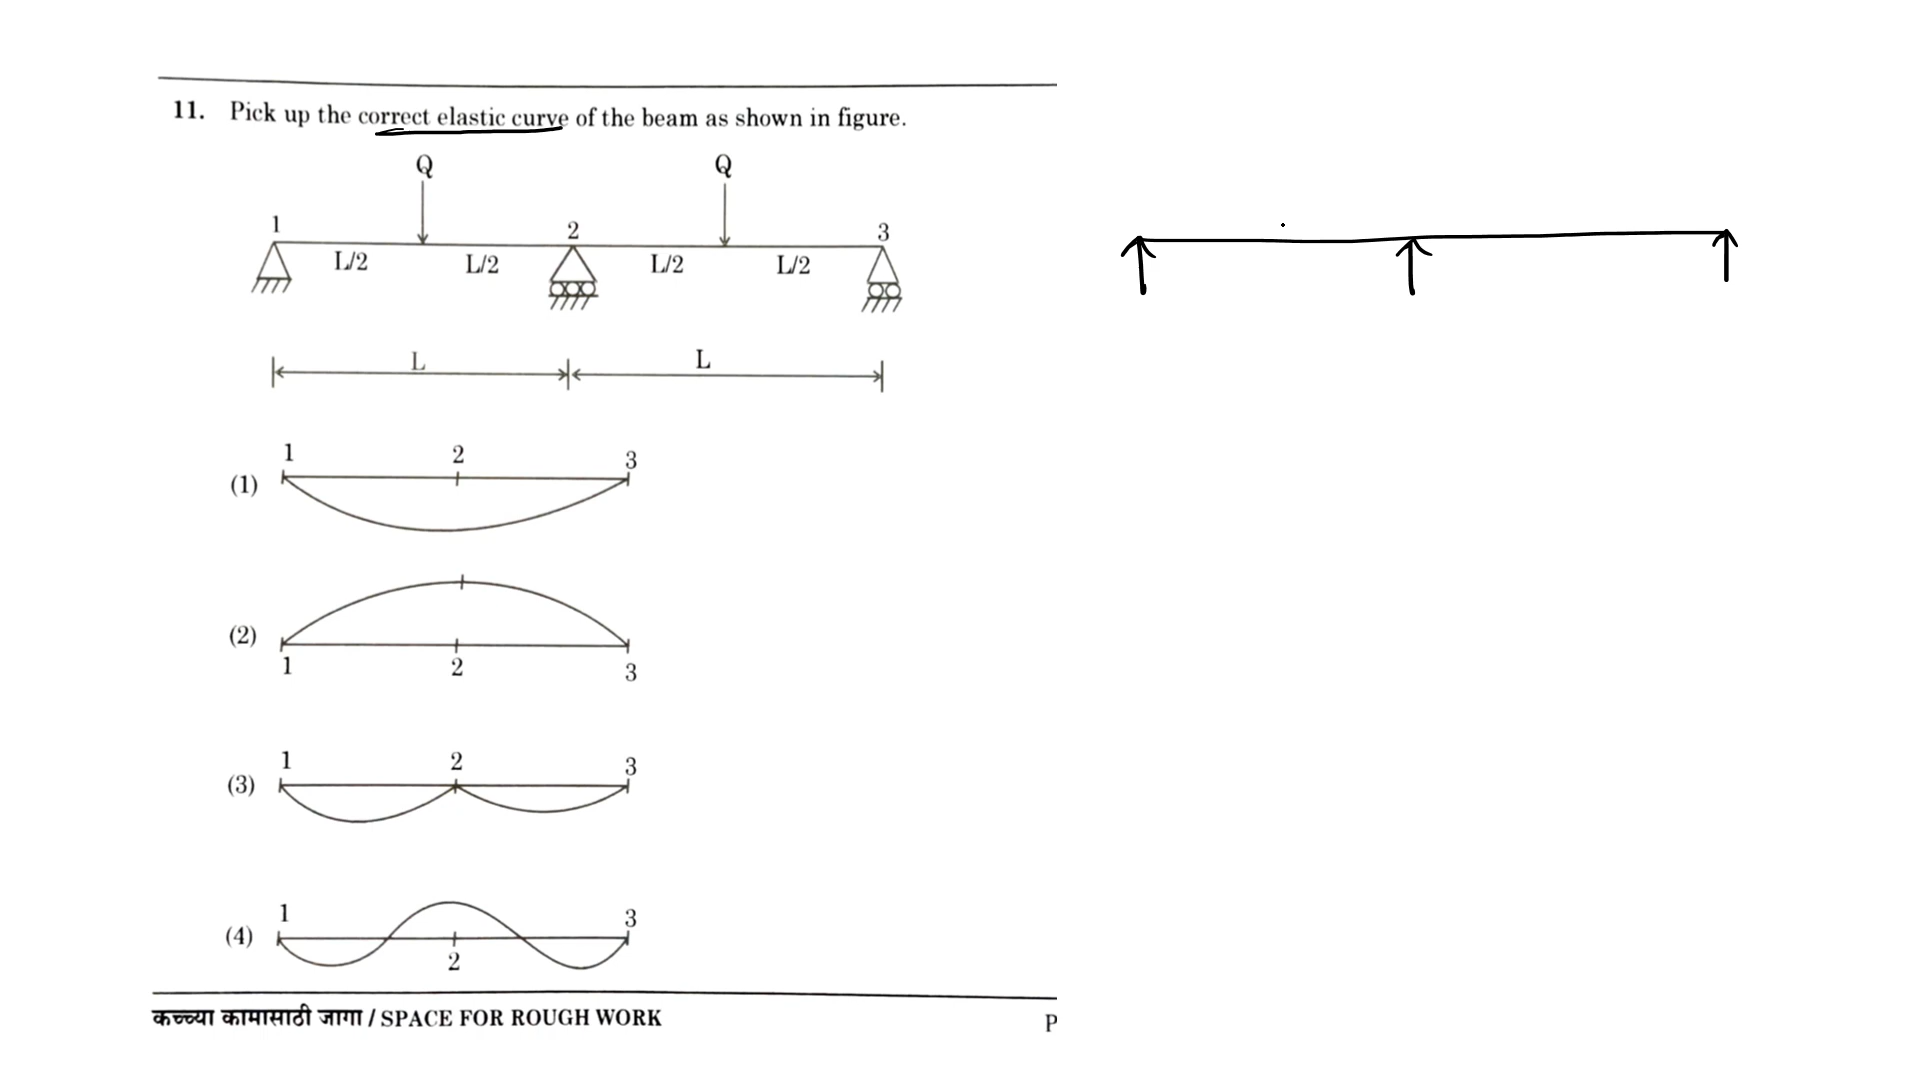 11. Pick up the correct elastic curve of the beam as shown in figure.
Q Q
1 2 3
L/2 L/2 L/2 L/2
L L
(1) 1 2 3
(2) 1 2 3
(3) 1 2 3
(4) 1 2 3
कच्च्या कामासाठी जागा / SPACE FOR ROUGH WORK P